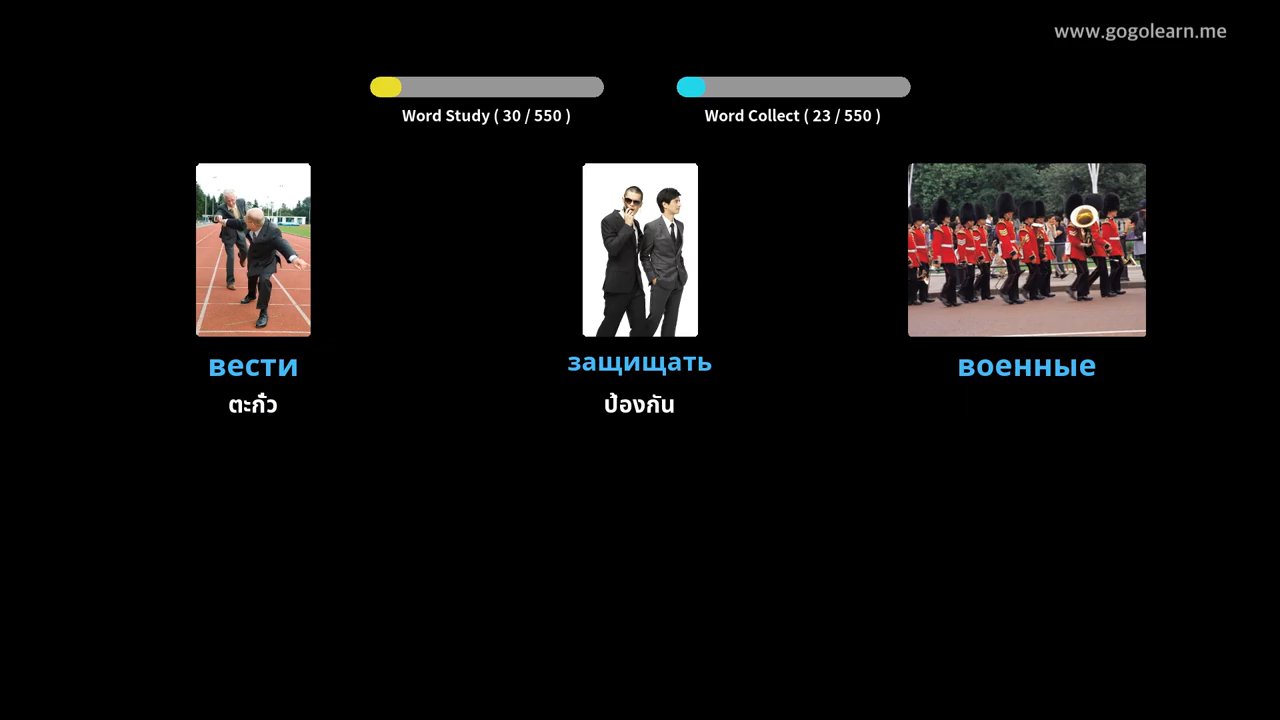 www.gogolearn.me
Word Study ( 30 / 550 )
Word Collect ( 23 / 550 )
вести
защищать
военные
ตะกั่ว
ป้องกัน